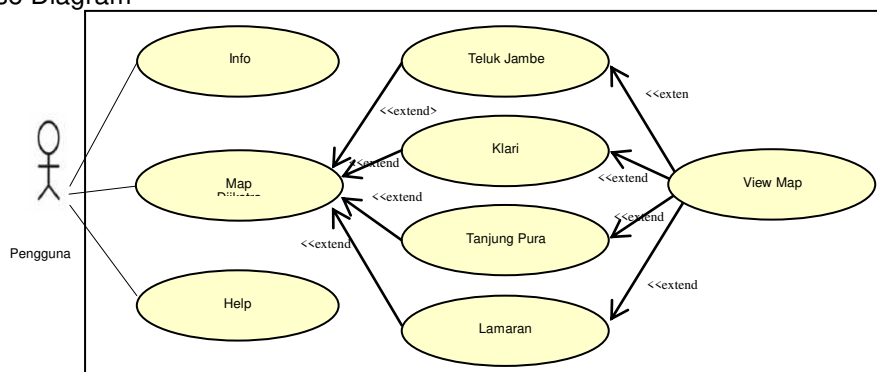 Diagram
Info
Teluk Jambe
<<exten
<<extend>
Klari
<<extend
<<extend
Map
View Map
<<extend
<<extend
<<extend
Tanjung Pura
Pengguna
<<extend
Help
Lamaran